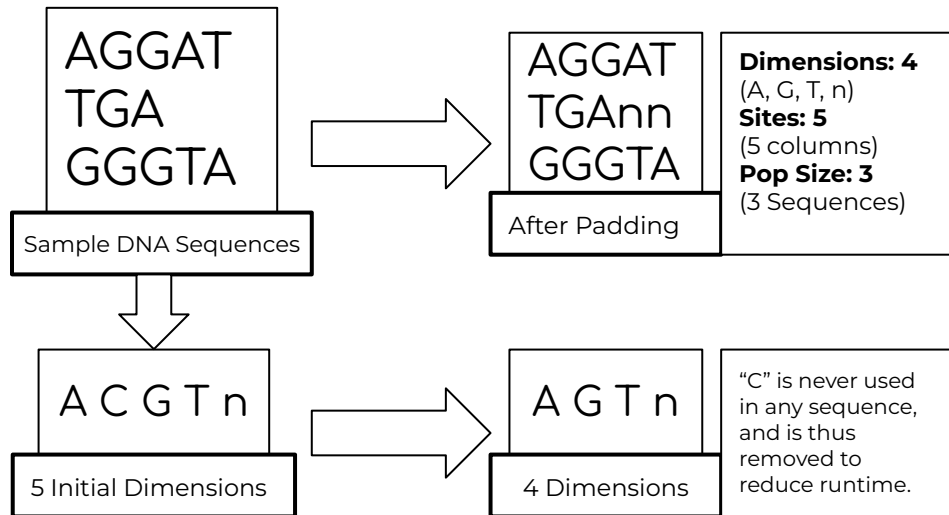 AGGAT
TGA
GGGTA
Sample DNA Sequences
AGGAT
TGAnn
GGGTA
After Padding
Dimensions: 4
(A, G, T, n)
Sites: 5
(5 columns)
Pop Size: 3
(3 Sequences)
A C G T n
5 Initial Dimensions
A G T n
4 Dimensions
“C” is never used
in any sequence,
and is thus
removed to
reduce runtime.